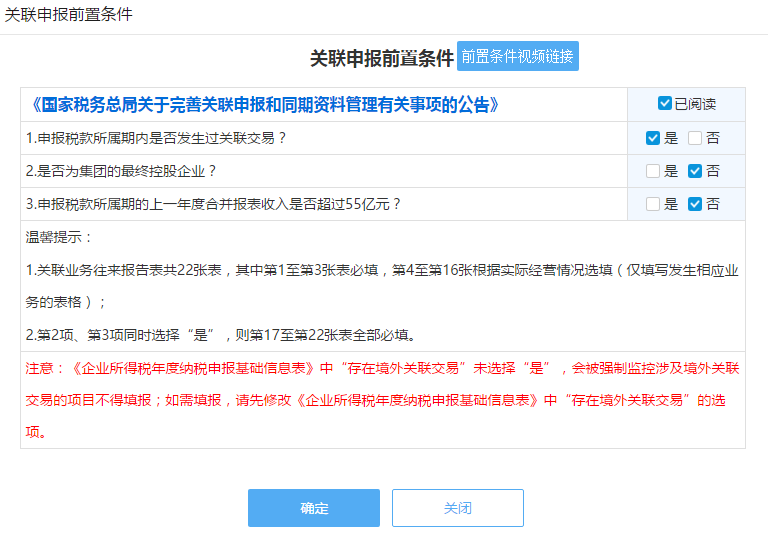 关联申报前置条件
关联申报前置条件 前置条件视频链接
《国家税务总局关于完善关联申报和同期资料管理有关事项的公告》 已阅读
1.申报税款所属期内是否发生过关联交易？ 是 否
2.是否为集团的最终控股企业？ 是 否
3.申报税款所属期的上一年度合并报表收入是否超过55亿元？ 是 否
温馨提示：
1.关联业务往来报告表共22张表，其中第1至第3张表必填，第4至第16张根据实际经营情况选填（仅填写发生相应业
务的表格）；
2.第2项、第3项同时选择“是”，则第17至第22张表全部必填。
注意：《企业所得税年度纳税申报基础信息表》中“存在境外关联交易”未选择“是”，会被强制监控涉及境外关联
交易的项目不得填报；如需填报，请先修改《企业所得税年度纳税申报基础信息表》中“存在境外关联交易”的选
项。
确定 关闭